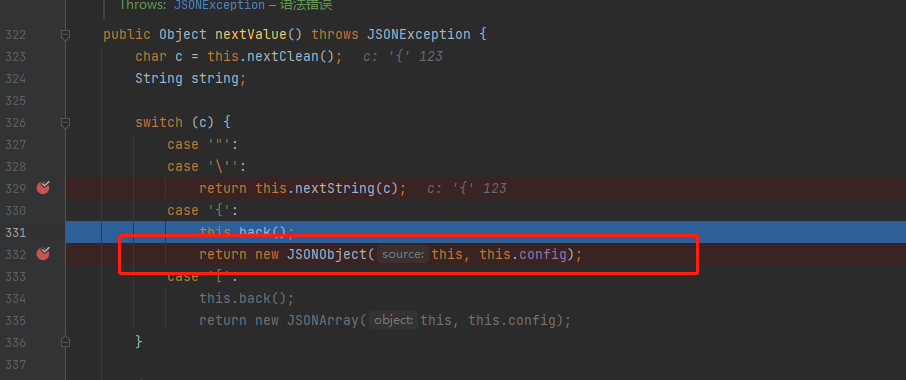 Throws: JSONException – 语法错误
322 public Object nextValue() throws JSONException {
323 char c = this.nextClean(); c: '{' 123
324 String string;
325
326 switch (c) {
327 case '"':
328 case '\'':
329 return this.nextString(c); c: '{' 123
330 case '{':
331 this.back();
332 return new JSONObject( source: this, this.config);
333 case '[':
334 this.back();
335 return new JSONArray( object: this, this.config);
336 }
337